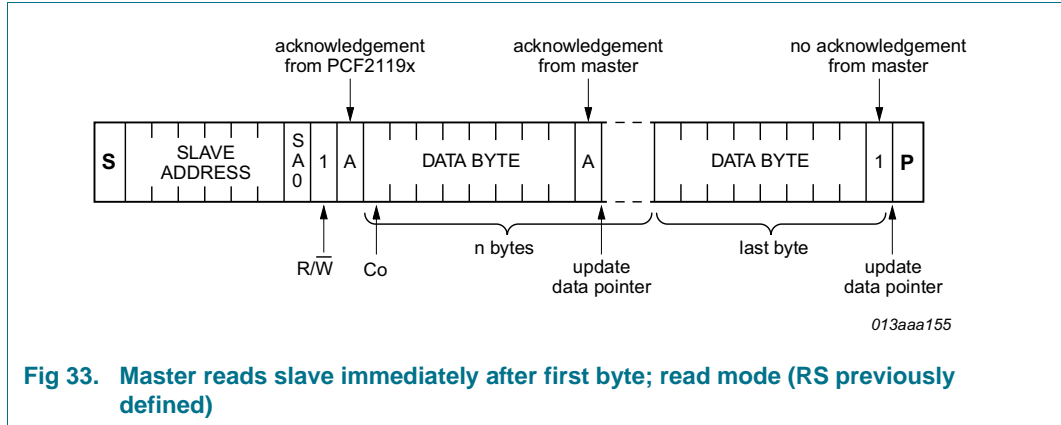 acknowledgement
from PCF2119x
acknowledgement
from master
no acknowledgement
from master
S
SLAVE
ADDRESS
S
A
0
1
A
DATA BYTE
A
DATA BYTE
1
P
R/W̅
Co
n bytes
update
data pointer
last byte
update
data pointer
013aaa155
Fig 33. Master reads slave immediately after first byte; read mode (RS previously
defined)